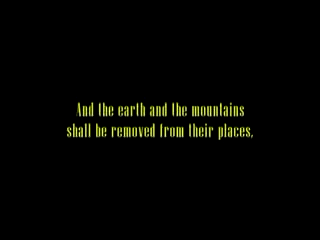 And the earth and the mountains
shall be removed from their places,